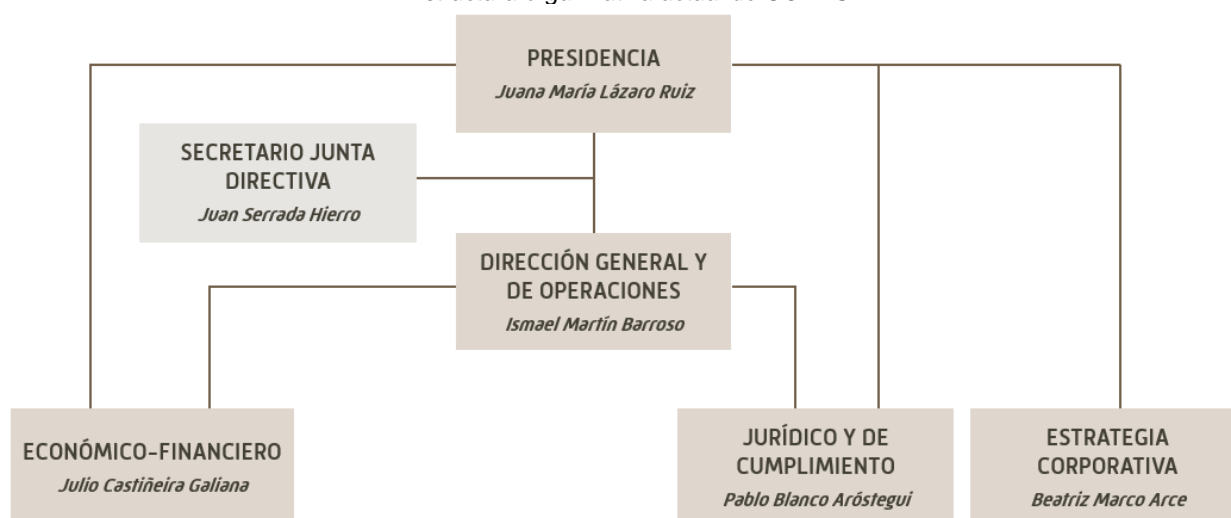 PRESIDENCIA
Juana María Lázaro Ruiz
SECRETARIO JUNTA
DIRECTIVA
Juan Serrada Hierro
DIRECCIÓN GENERAL Y
DE OPERACIONES
Ismael Martín Barroso
ECONÓMICO-FINANCIERO
Julio Castiñeira Galiana
JURÍDICO Y DE
CUMPLIMIENTO
Pablo Blanco Aróstegui
ESTRATEGIA
CORPORATIVA
Beatriz Marco Arce